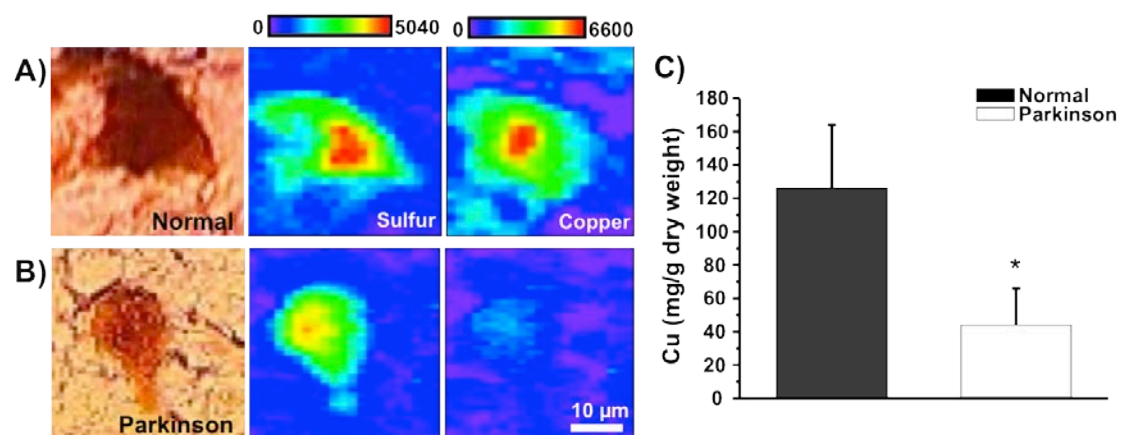 0 5040 0 6600
A) Normal Sulfur Copper
B) Parkinson 10 μm
C)
Normal
Parkinson
Cu (mg/g dry weight)
180
160
140
120
100
80
60
40
20
0
*